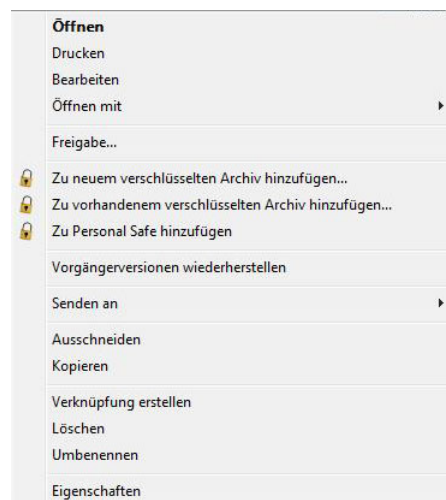 Öffnen
Drucken
Bearbeiten
Öffnen mit
Freigabe...
Zu neuem verschlüsselten Archiv hinzufügen...
Zu vorhandenem verschlüsselten Archiv hinzufügen...
Zu Personal Safe hinzufügen
Vorgängerversionen wiederherstellen
Senden an
Ausschneiden
Kopieren
Verknüpfung erstellen
Löschen
Umbenennen
Eigenschaften